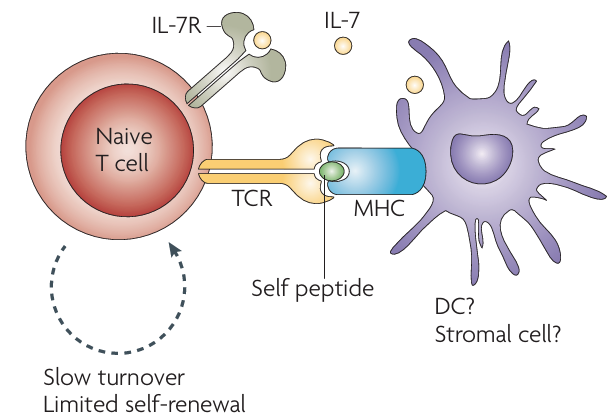 IL-7R
IL-7
Naive
T cell
TCR
MHC
Self peptide
DC?
Stromal cell?
Slow turnover
Limited self-renewal